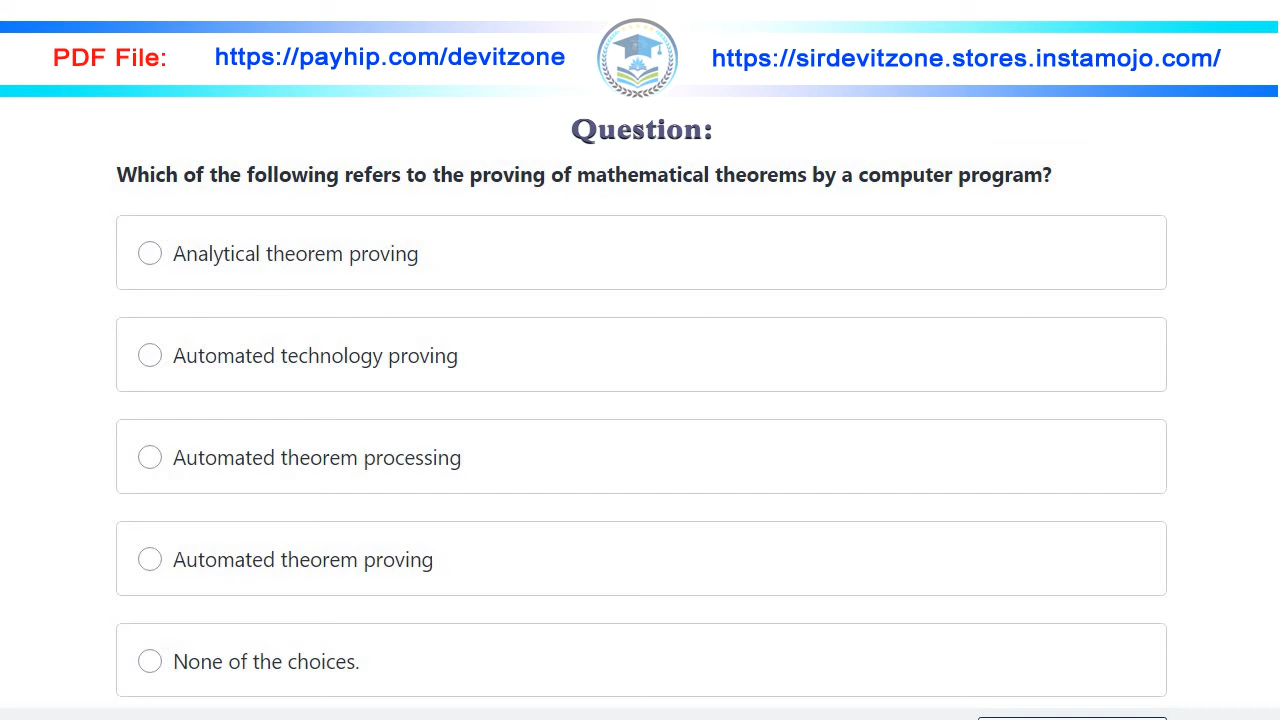 PDF File: https://payhip.com/devitzone https://sirdevitzone.stores.instamojo.com/
Question:
Which of the following refers to the proving of mathematical theorems by a computer program?
Analytical theorem proving
Automated technology proving
Automated theorem processing
Automated theorem proving
None of the choices.